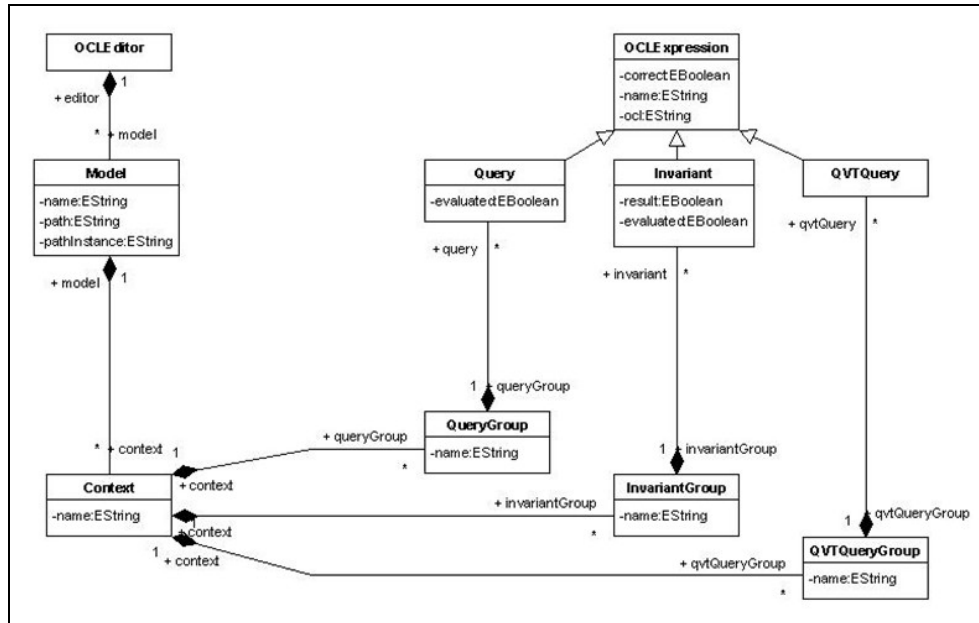 OCLEditor
1
+ editor
* + model
Model
-name:EString
-path:EString
-pathInstance:EString
1
+ model
* + context
Context
-name:EString
OCLExpression
-correct:EBoolean
-name:EString
-ocl:EString
Query
-evaluated:EBoolean
+ query *
Invariant
-result:EBoolean
-evaluated:EBoolean
+ invariant *
QVTQuery
+ qvtQuery *
1 + queryGroup
QueryGroup
-name:EString
+ queryGroup
*
1
+ context
1 + invariantGroup
InvariantGroup
-name:EString
+ invariantGroup
*
1
+ context
1 + qvtQueryGroup
QVTQueryGroup
-name:EString
+ qvtQueryGroup
*
1 + context